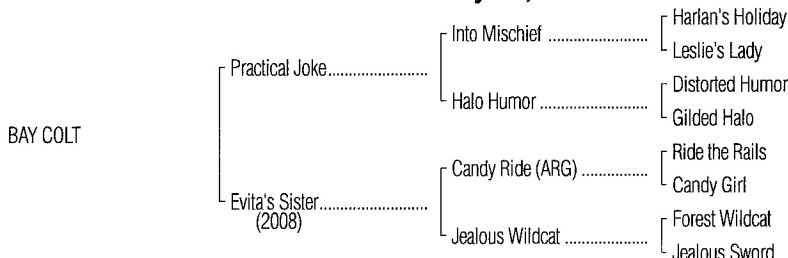 Harlan's Holiday
Into Mischief ....................
Leslie's Lady
Practical Joke.......................
Distorted Humor
Halo Humor .....................
Gilded Halo
BAY COLT
Ride the Rails
Candy Ride (ARG) .............
Candy Girl
Evita's Sister.........................
(2008)
Forest Wildcat
Jealous Wildcat ................
Jealous Sword